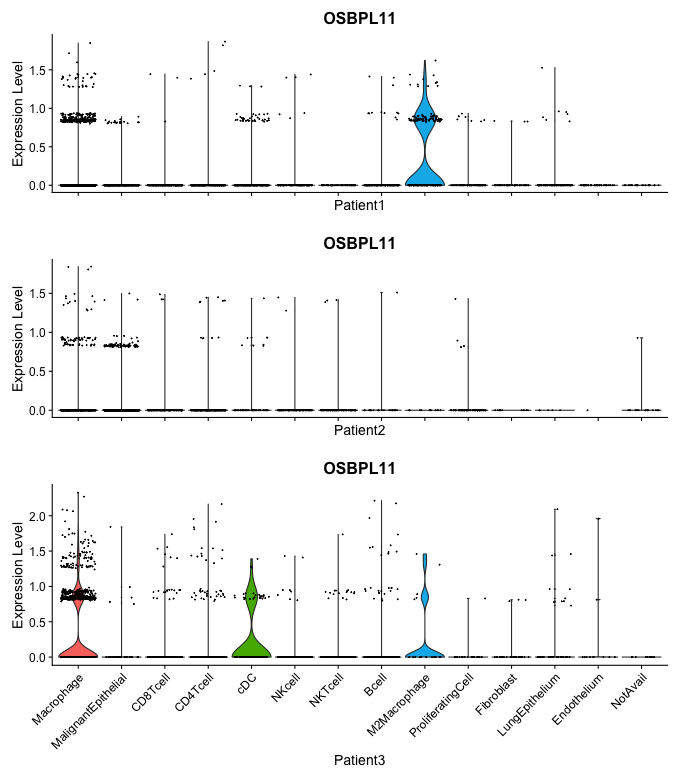 OSBPL11
Expression Level
1.5
1.0
0.5
0.0
Patient1
OSBPL11
Expression Level
1.5
1.0
0.5
0.0
Patient2
OSBPL11
Expression Level
2.0
1.5
1.0
0.5
0.0
Macrophage
MalignantEpithelial
CD8Tcell
CD4Tcell
cDC
NKcell
NKTcell
Bcell
M2Macrophage
ProliferatingCell
Fibroblast
LungEpithelium
Endothelium
NotAvail
Patient3